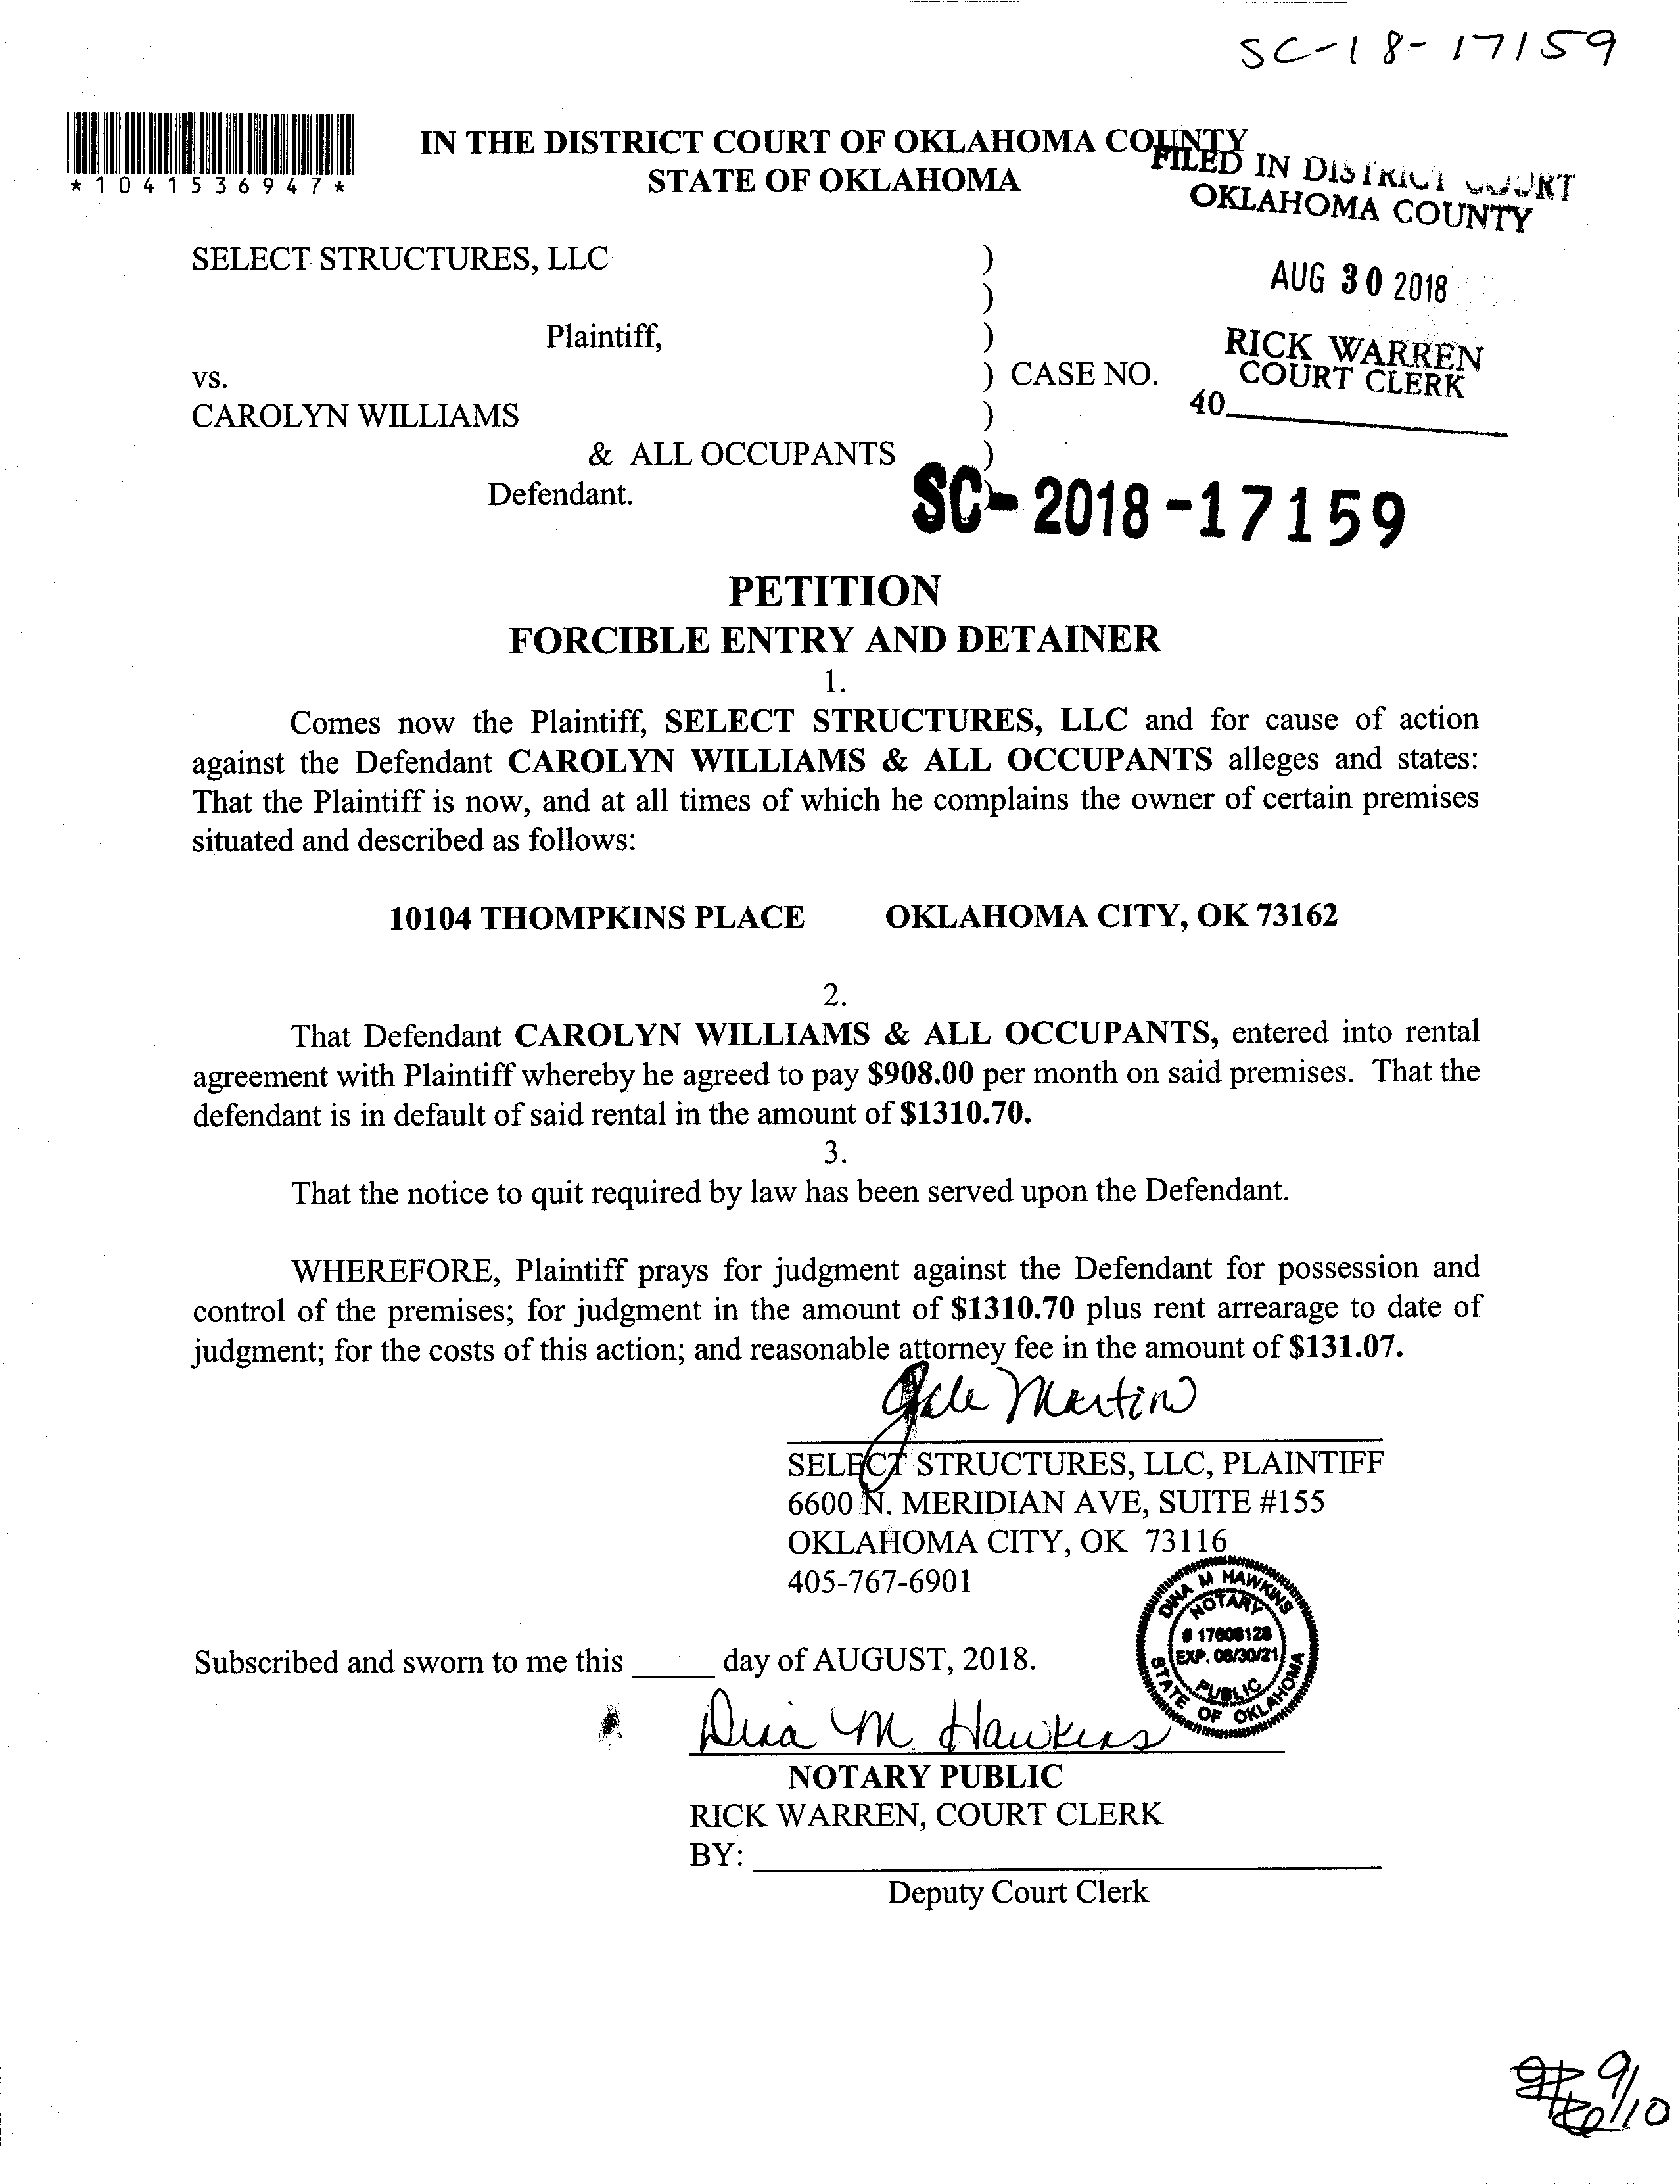 SC-18-17159
*1041536947*
IN THE DISTRICT COURT OF OKLAHOMA COUNTY
STATE OF OKLAHOMA
FILED IN DISTRICT COURT
OKLAHOMA COUNTY
SELECT STRUCTURES, LLC )
)
AUG 30 2018
Plaintiff, )
RICK WARREN
COURT CLERK
vs. ) CASE NO.
40
CAROLYN WILLIAMS )
& ALL OCCUPANTS )
Defendant. )
SC-2018-17159
PETITION
FORCIBLE ENTRY AND DETAINER
1.
Comes now the Plaintiff, SELECT STRUCTURES, LLC and for cause of action
against the Defendant CAROLYN WILLIAMS & ALL OCCUPANTS alleges and states:
That the Plaintiff is now, and at all times of which he complains the owner of certain premises
situated and described as follows:
10104 THOMPKINS PLACE OKLAHOMA CITY, OK 73162
2.
That Defendant CAROLYN WILLIAMS & ALL OCCUPANTS, entered into rental
agreement with Plaintiff whereby he agreed to pay $908.00 per month on said premises. That the
defendant is in default of said rental in the amount of $1310.70.
3.
That the notice to quit required by law has been served upon the Defendant.
WHEREFORE, Plaintiff prays for judgment against the Defendant for possession and
control of the premises; for judgment in the amount of $1310.70 plus rent arrearage to date of
judgment; for the costs of this action; and reasonable attorney fee in the amount of $131.07.
Gale Martin
SELECT STRUCTURES, LLC, PLAINTIFF
6600 N. MERIDIAN AVE, SUITE #155
OKLAHOMA CITY, OK 73116
405-767-6901
DINA M HAWKINS
NOTARY
# 17608128
EXP. 06/30/21
PUBLIC
STATE OF OKLAHOMA
Subscribed and sworn to me this ______ day of AUGUST, 2018.
Dina M. Hawkins
NOTARY PUBLIC
RICK WARREN, COURT CLERK
BY:
Deputy Court Clerk
9/10